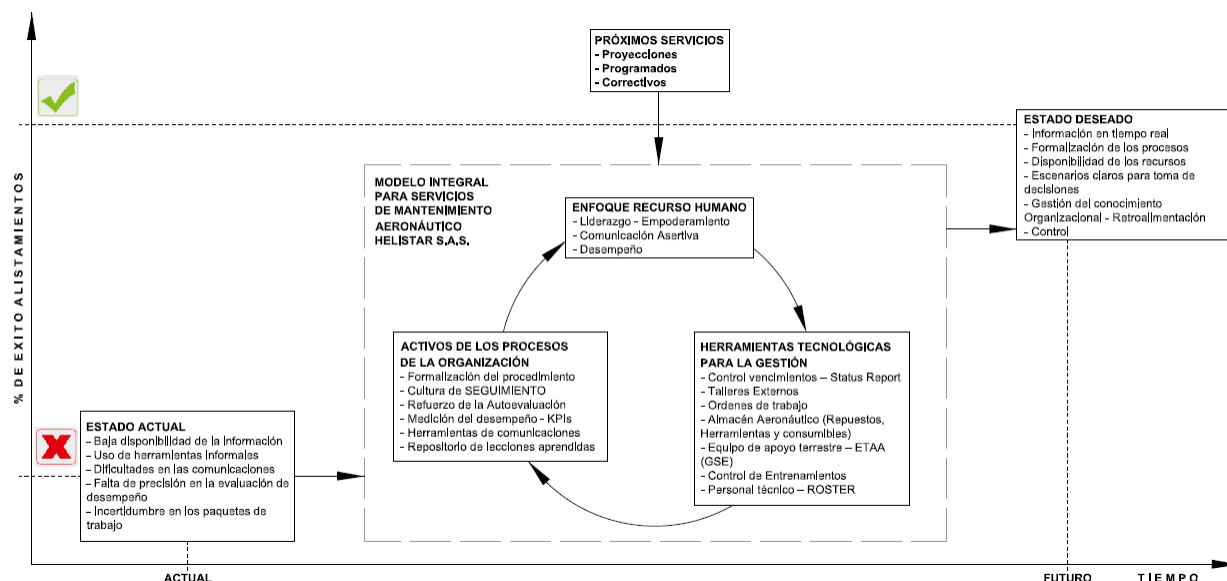 PRÓXIMOS SERVICIOS
- Proyecciones
- Programados
- Correctivos
ESTADO DESEADO
- Información en tiempo real
- Formalización de los procesos
- Disponibilidad de los recursos
- Escenarios claros para toma de
decisiones
- Gestión del conocimiento
Organizacional - Retroalimentación
- Control
MODELO INTEGRAL
PARA SERVICIOS
DE MANTENIMIENTO
AERONÁUTICO
HELISTAR S.A.S.
ENFOQUE RECURSO HUMANO
- Liderazgo - Empoderamiento
- Comunicación Asertiva
- Desempeño
ACTIVOS DE LOS PROCESOS
DE LA ORGANIZACIÓN
- Formalización del procedimiento
- Cultura de SEGUIMIENTO
- Refuerzo de la Autoevaluación
- Medición del desempeño - KPIs
- Herramientas de comunicaciones
- Repositorio de lecciones aprendidas
HERRAMIENTAS TECNOLÓGICAS
PARA LA GESTIÓN
- Control vencimientos – Status Report
- Talleres Externos
- Ordenes de trabajo
- Almacén Aeronáutico (Repuestos,
Herramientas y consumibles)
- Equipo de apoyo terrestre – ETAA
(GSE)
- Control de Entrenamientos
- Personal técnico – ROSTER
ESTADO ACTUAL
- Baja disponibilidad de la información
- Uso de herramientas informales
- Dificultades en las comunicaciones
- Falta de precisión en la evaluación de
desempeño
- Incertidumbre en los paquetes de
trabajo
% DE EXITO ALISTAMIENTOS
ACTUAL
FUTURO
TIEMPO